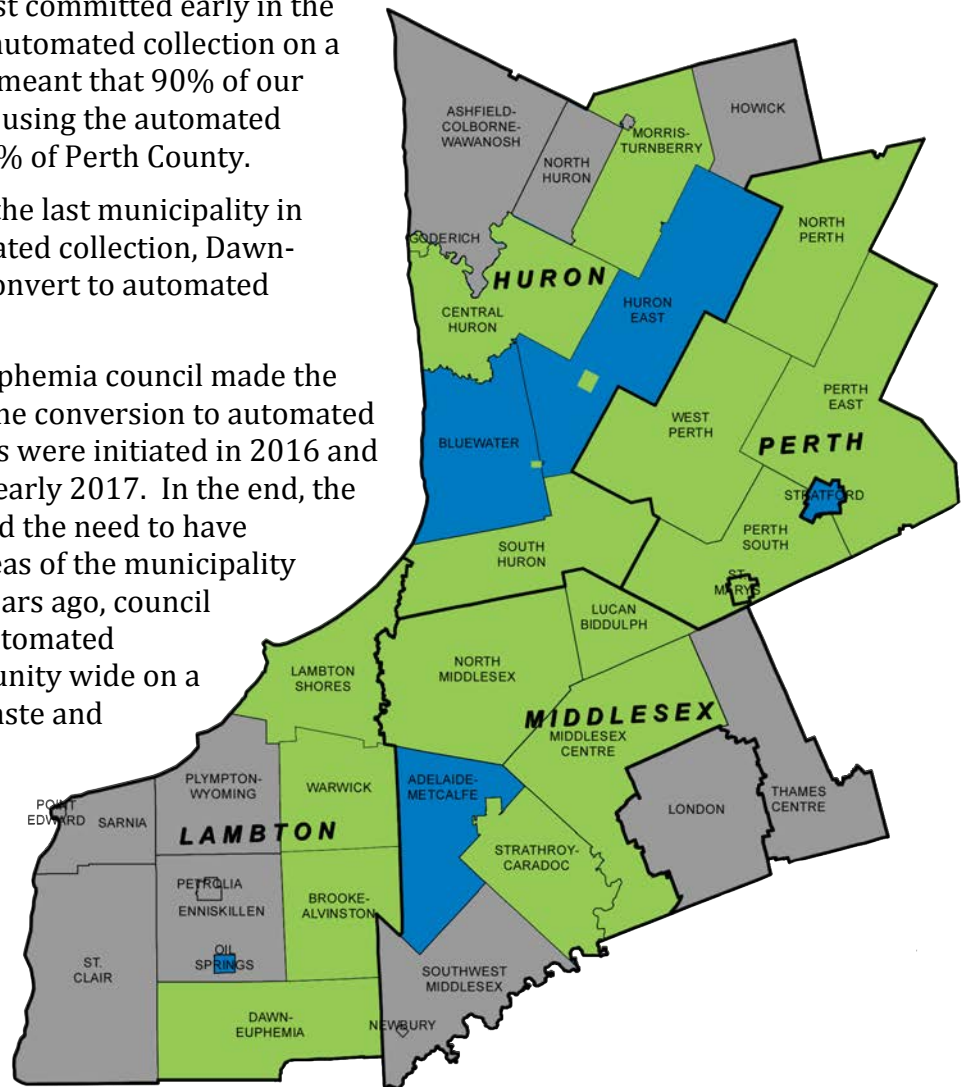 st committed early in the
automated collection on a
meant that 90% of our
using the automated
% of Perth County.
the last municipality in
ated collection, Dawn-
onvert to automated
phemia council made the
ne conversion to automated
s were initiated in 2016 and
early 2017. In the end, the
d the need to have
eas of the municipality
ars ago, council
tomated
unity wide on a
aste and
ASHFIELD-
COLBORNE-
WAWANOSH
NORTH
HURON
MORRIS-
TURNBERRY
HOWICK
GODERICH
HURON
CENTRAL
HURON
HURON
EAST
NORTH
PERTH
BLUEWATER
WEST
PERTH
PERTH
EAST
PERTH
STRATFORD
PERTH
SOUTH
ST.
MARYS
SOUTH
HURON
LUCAN
BIDDULPH
LAMBTON
SHORES
NORTH
MIDDLESEX
MIDDLESEX
MIDDLESEX
CENTRE
PLYMPTON-
WYOMING
WARWICK
ADELAIDE-
METCALFE
LONDON
THAMES
CENTRE
POINT
EDWARD
SARNIA
LAMBTON
STRATHROY-
CARADOC
PETROLIA
ENNISKILLEN
BROOKE-
ALVINSTON
OIL
SPRINGS
ST.
CLAIR
SOUTHWEST
MIDDLESEX
DAWN-
EUPHEMIA
NEWBURY